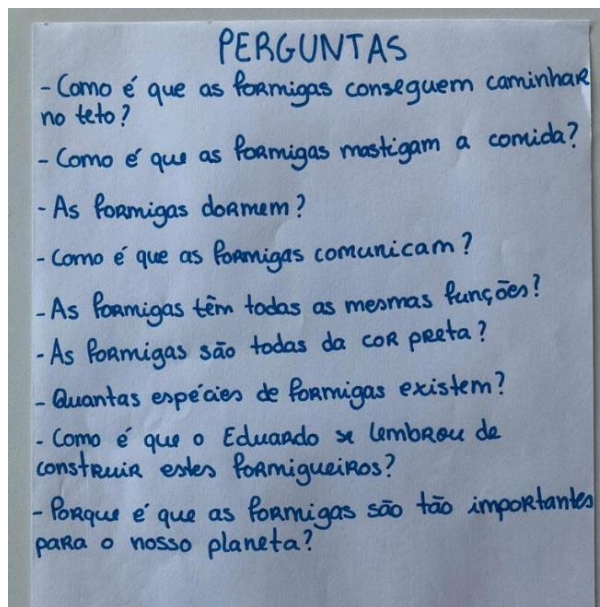 PERGUNTAS
- Como é que as formigas conseguem caminhar
no teto?
- Como é que as formigas mastigam a comida?
- As formigas dormem?
- Como é que as formigas comunicam?
- As formigas têm todas as mesmas funções?
- As formigas são todas da cor preta?
- Quantas espécies de formigas existem?
- Como é que o Eduardo se lembrou de
construir estes formigueiros?
- Porque é que as formigas são tão importantes
para o nosso planeta?